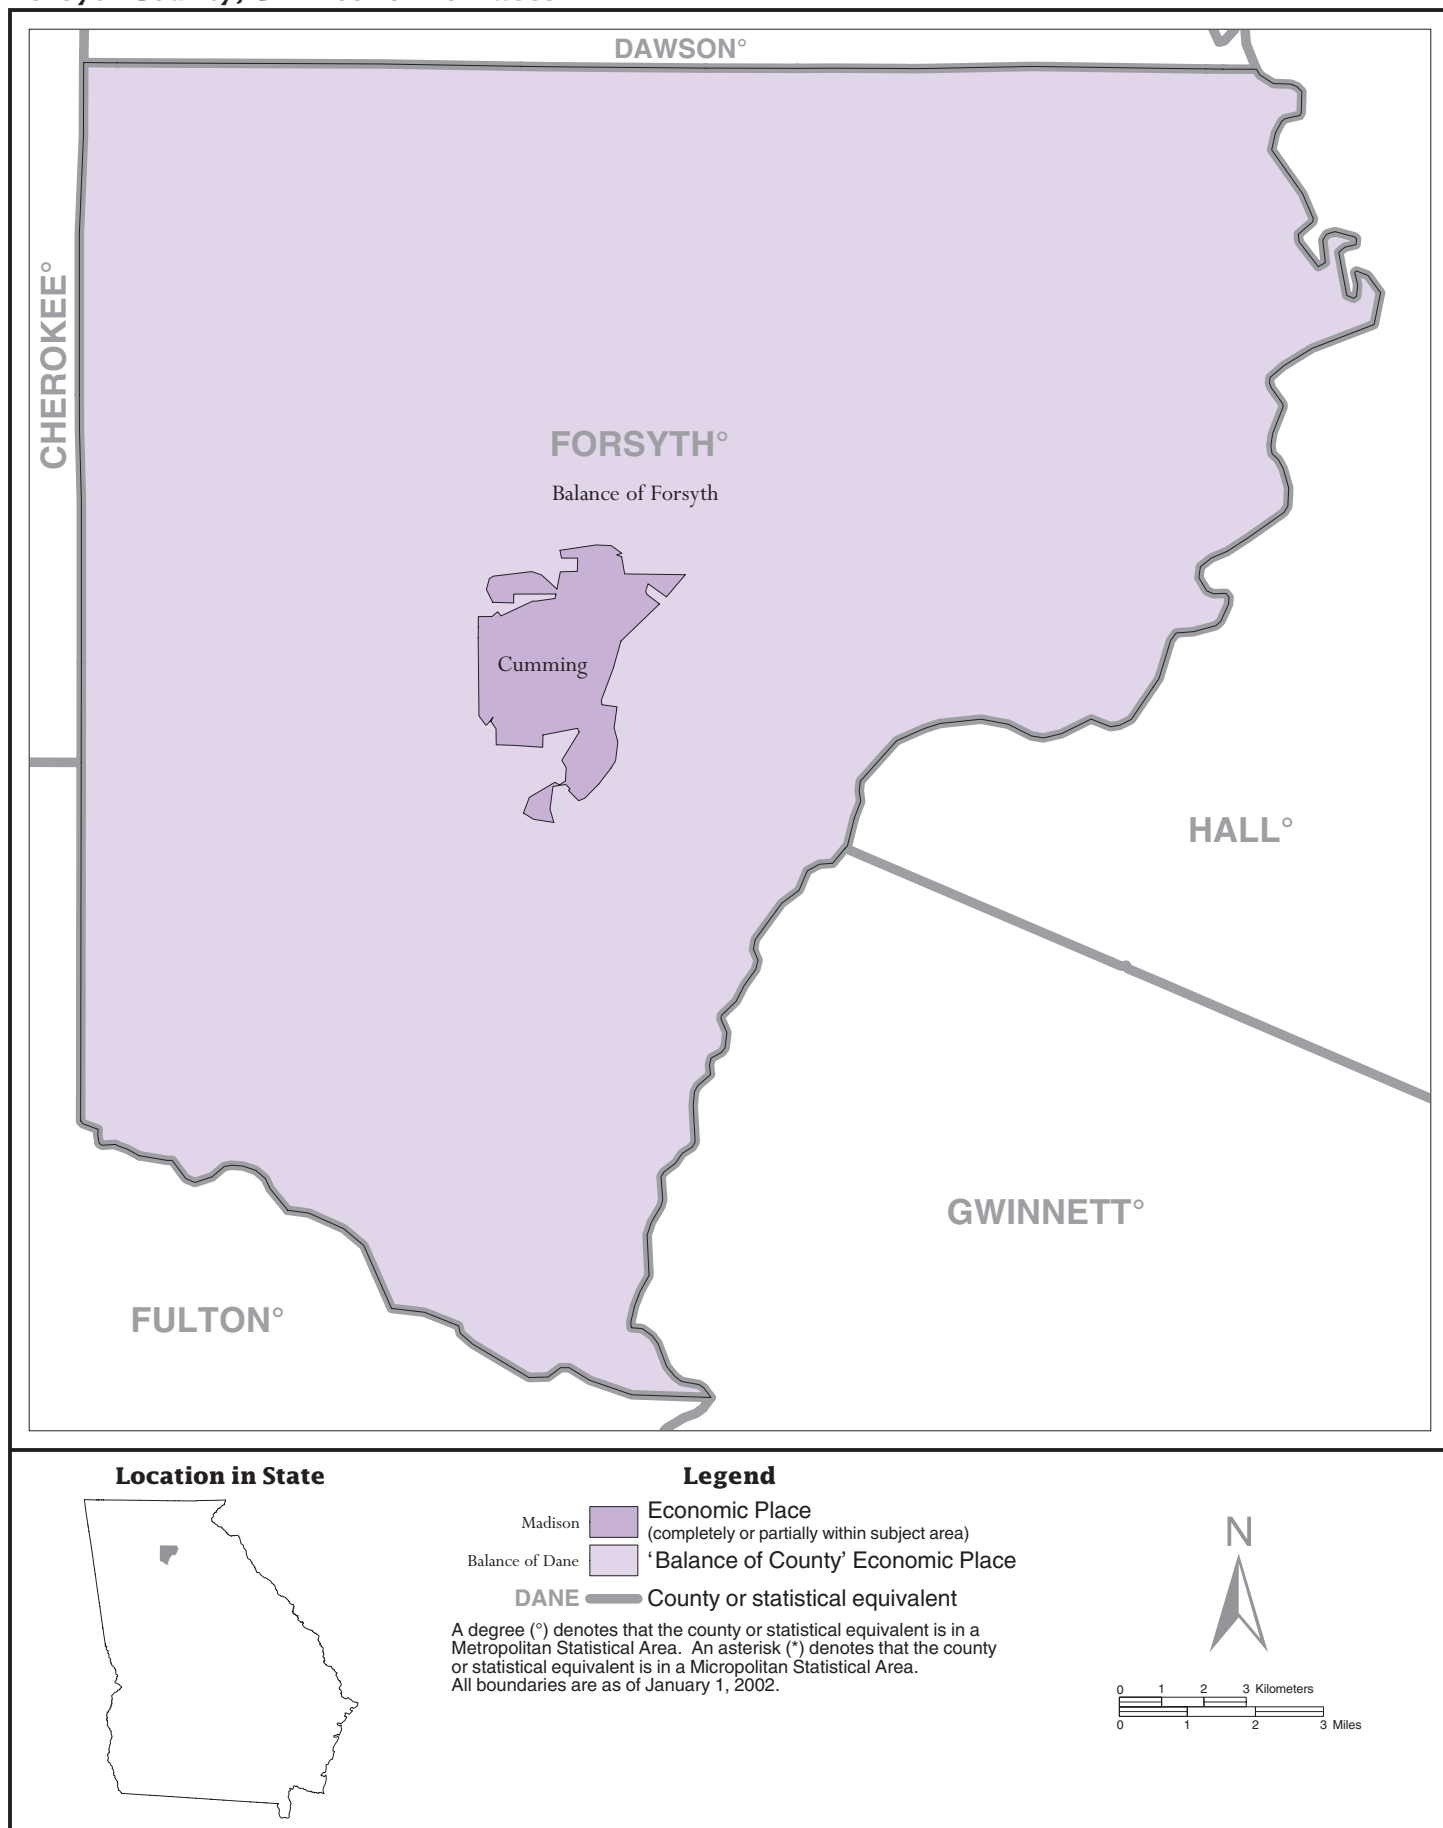 DAWSON°
CHEROKEE°
FORSYTH°
Balance of Forsyth
Cumming
HALL°
GWINNETT°
FULTON°
Location in State
Legend
Madison
Economic Place
(completely or partially within subject area)
Balance of Dane
‘Balance of County’ Economic Place
DANE
County or statistical equivalent
A degree (°) denotes that the county or statistical equivalent is in a
Metropolitan Statistical Area. An asterisk (*) denotes that the county
or statistical equivalent is in a Micropolitan Statistical Area.
All boundaries are as of January 1, 2002.
N
0 1 2 3 Kilometers
0 1 2 3 Miles